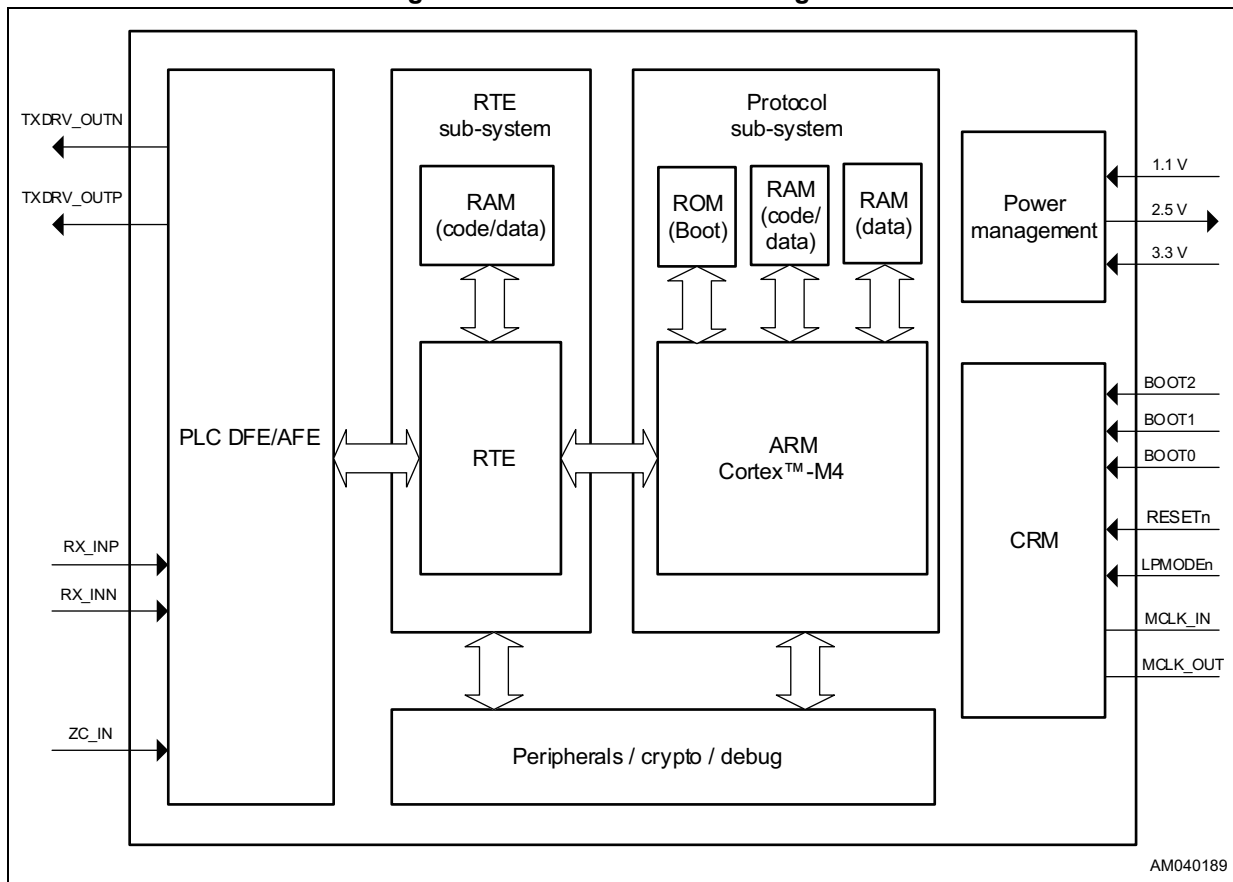 TXDRV_OUTN
TXDRV_OUTP
RX_INP
RX_INN
ZC_IN
PLC DFE/AFE
RTE
sub-system
RAM
(code/data)
RTE
Protocol
sub-system
ROM
(Boot)
RAM
(code/
data)
RAM
(data)
ARM
Cortex™-M4
Peripherals / crypto / debug
Power
management
1.1 V
2.5 V
3.3 V
CRM
BOOT2
BOOT1
BOOT0
RESETn
LPMODEn
MCLK_IN
MCLK_OUT
AM040189